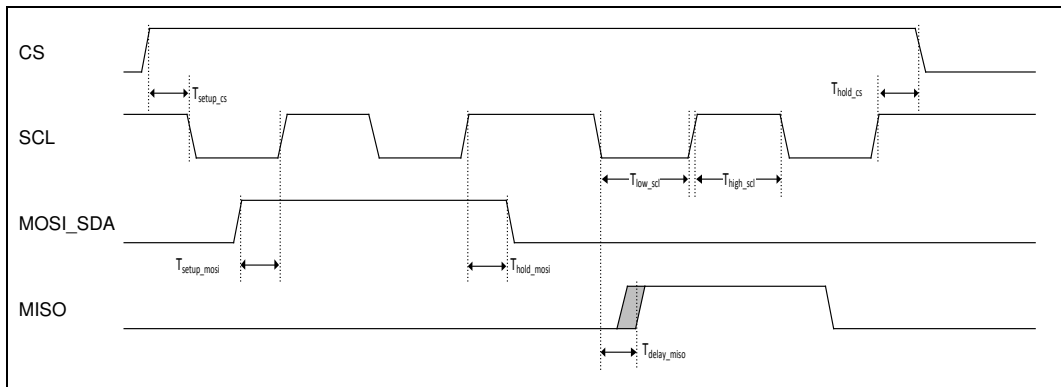 CS
T_setup_cs
T_hold_cs
SCL
T_low_scl
T_high_scl
MOSI_SDA
T_setup_mosi
T_hold_mosi
MISO
T_delay_miso